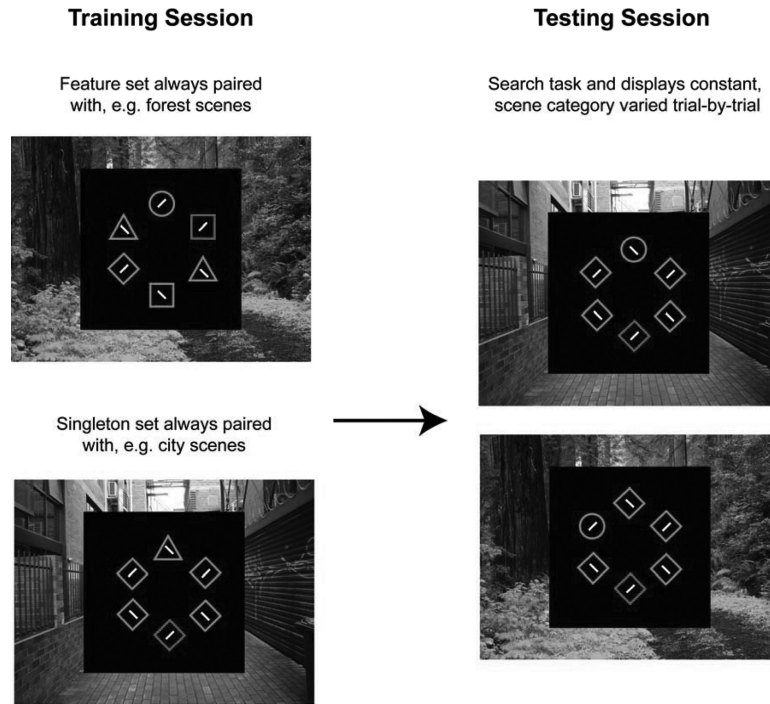 Training Session
Feature set always paired
with, e.g. forest scenes
Singleton set always paired
with, e.g. city scenes
Testing Session
Search task and displays constant,
scene category varied trial-by-trial